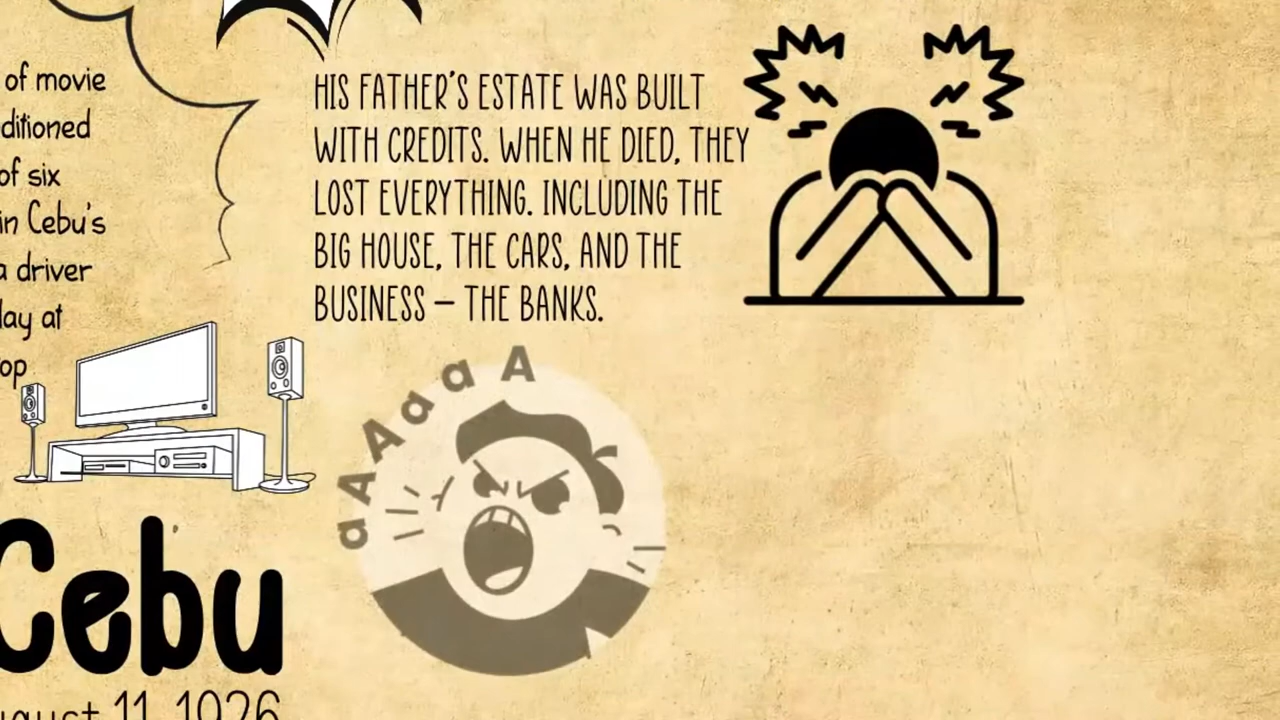 of movie
ditioned
of six
in Cebu's
a driver
lay at
op
HIS FATHER'S ESTATE WAS BUILT
WITH CREDITS. WHEN HE DIED, THEY
LOST EVERYTHING. INCLUDING THE
BIG HOUSE, THE CARS, AND THE
BUSINESS – THE BANKS.
aAAaaA
Cebu
ugust 11, 1926